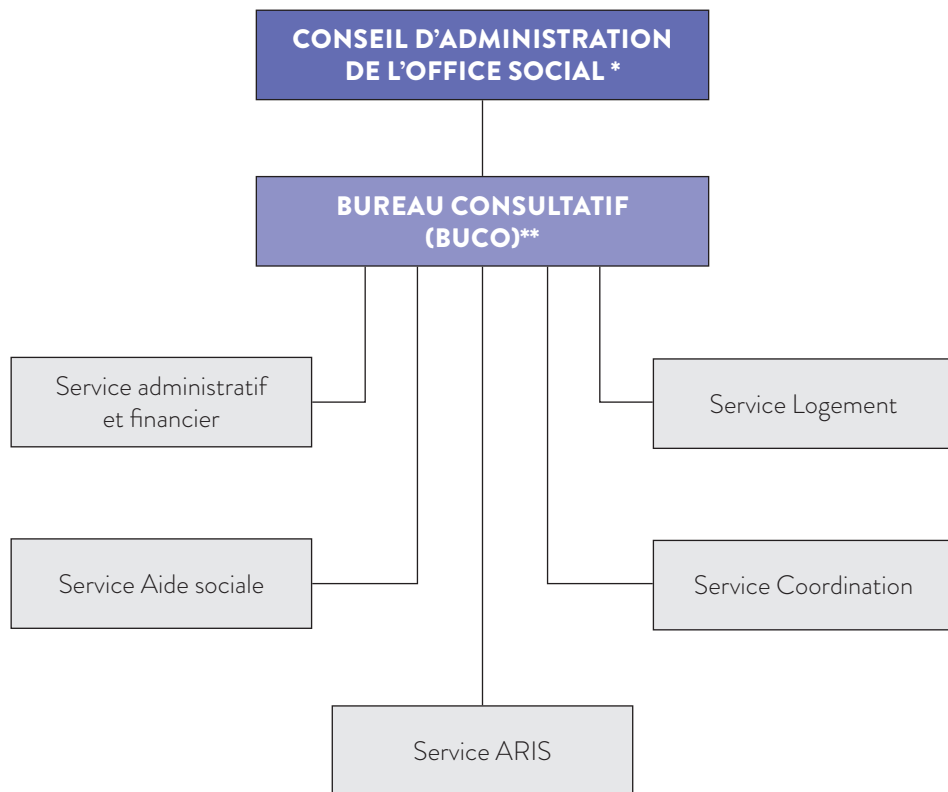 CONSEIL D’ADMINISTRATION
DE L’OFFICE SOCIAL *
BUREAU CONSULTATIF
(BUCO)**
Service administratif
et financier
Service Logement
Service Aide sociale
Service Coordination
Service ARIS